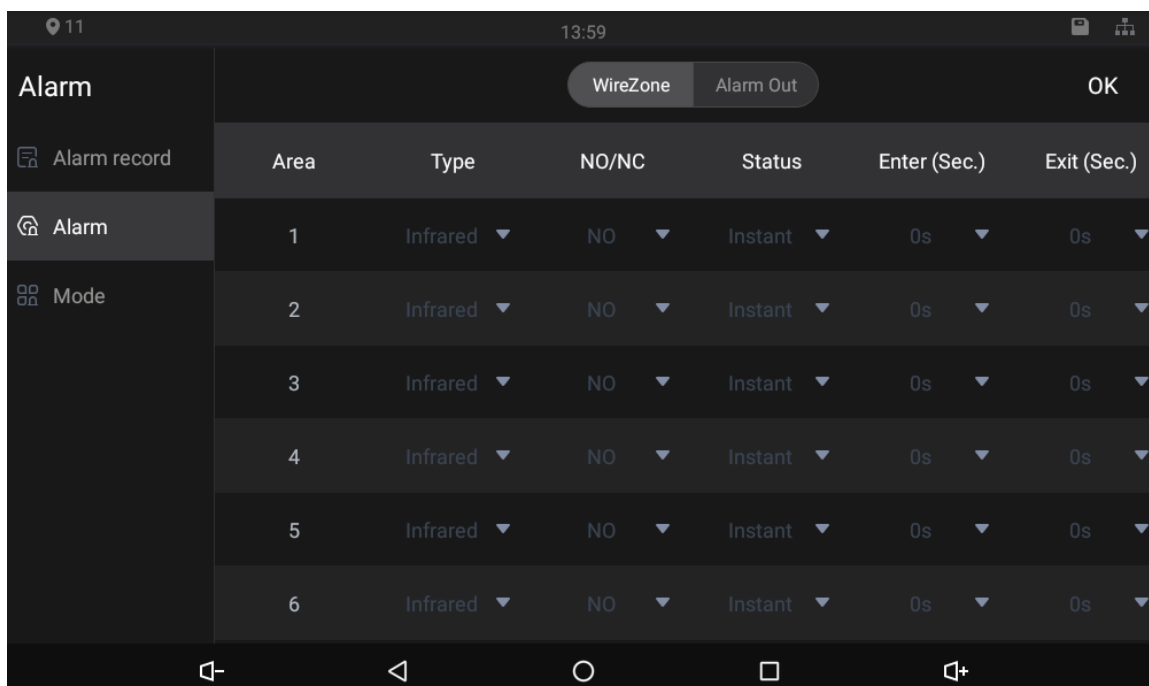 11 13:59
Alarm WireZone Alarm Out OK
Alarm record Area Type NO/NC Status Enter (Sec.) Exit (Sec.)
Alarm 1 Infrared NO Instant 0s 0s
Mode 2 Infrared NO Instant 0s 0s
3 Infrared NO Instant 0s 0s
4 Infrared NO Instant 0s 0s
5 Infrared NO Instant 0s 0s
6 Infrared NO Instant 0s 0s